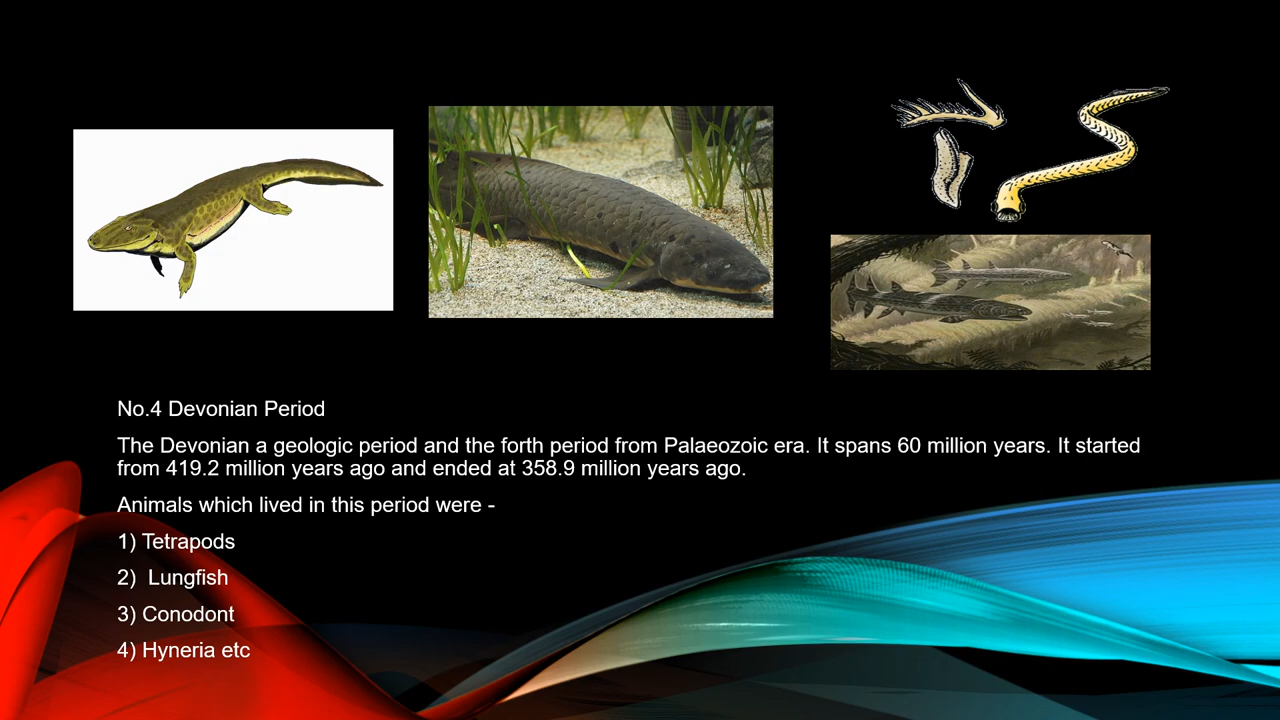 No.4 Devonian Period
The Devonian a geologic period and the forth period from Palaeozoic era. It spans 60 million years. It started
from 419.2 million years ago and ended at 358.9 million years ago.
Animals which lived in this period were -
1) Tetrapods
2)  Lungfish
3) Conodont
4) Hyneria etc